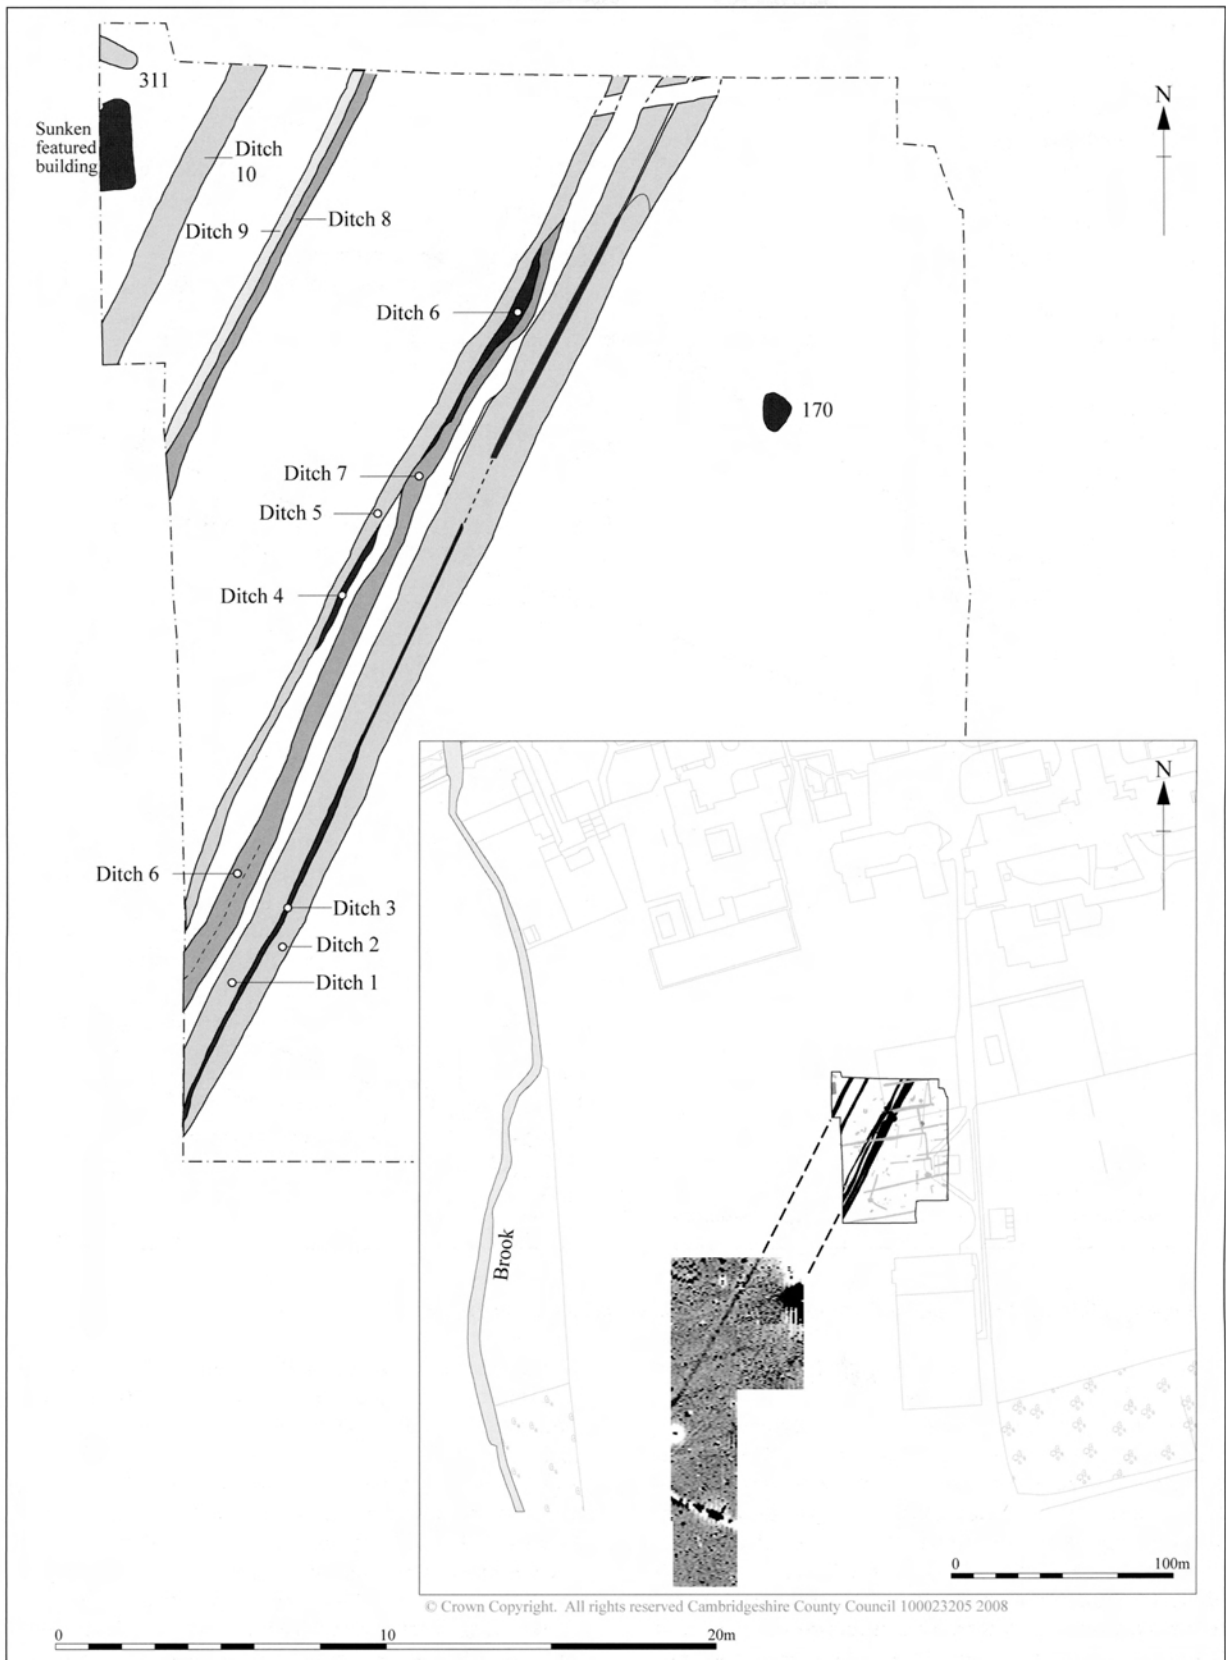 311
N
Sunken
featured
building
Ditch
10
Ditch 9
Ditch 8
Ditch 6
170
Ditch 7
Ditch 5
Ditch 4
Ditch 6
Ditch 3
Ditch 2
Ditch 1
N
Brook
0 100m
© Crown Copyright. All rights reserved Cambridgeshire County Council 100023205 2008
0 10 20m